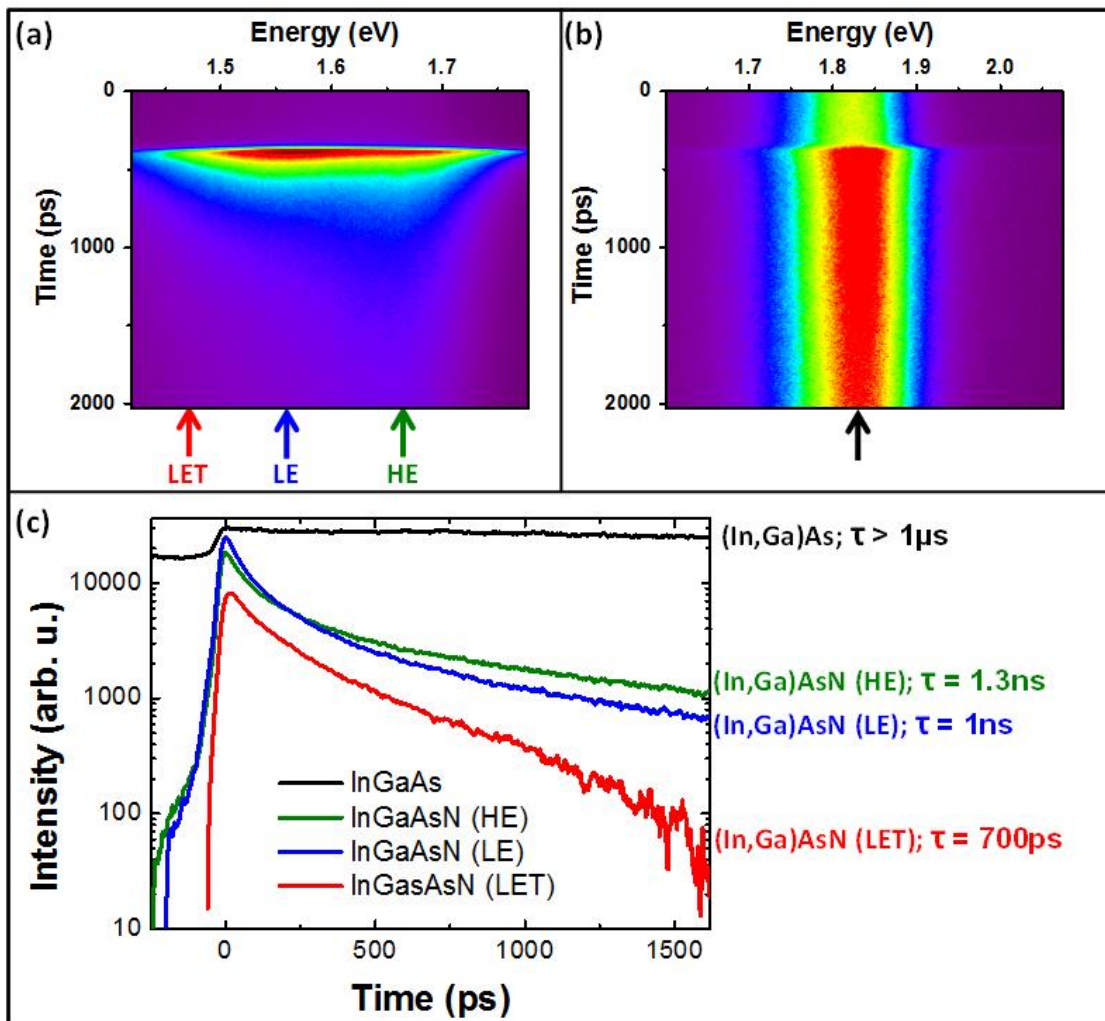 (a)
Energy (eV)
1.5 1.6 1.7
0
1000
2000
Time (ps)
LET LE HE
(b)
Energy (eV)
1.7 1.8 1.9 2.0
0
1000
2000
Time (ps)
(c)
10000
1000
100
10
Intensity (arb. u.)
InGaAs
InGaAsN (HE)
InGaAsN (LE)
InGasAsN (LET)
0 500 1000 1500
Time (ps)
(In,Ga)As; τ > 1μs
(In,Ga)AsN (HE); τ = 1.3ns
(In,Ga)AsN (LE); τ = 1ns
(In,Ga)AsN (LET); τ = 700ps